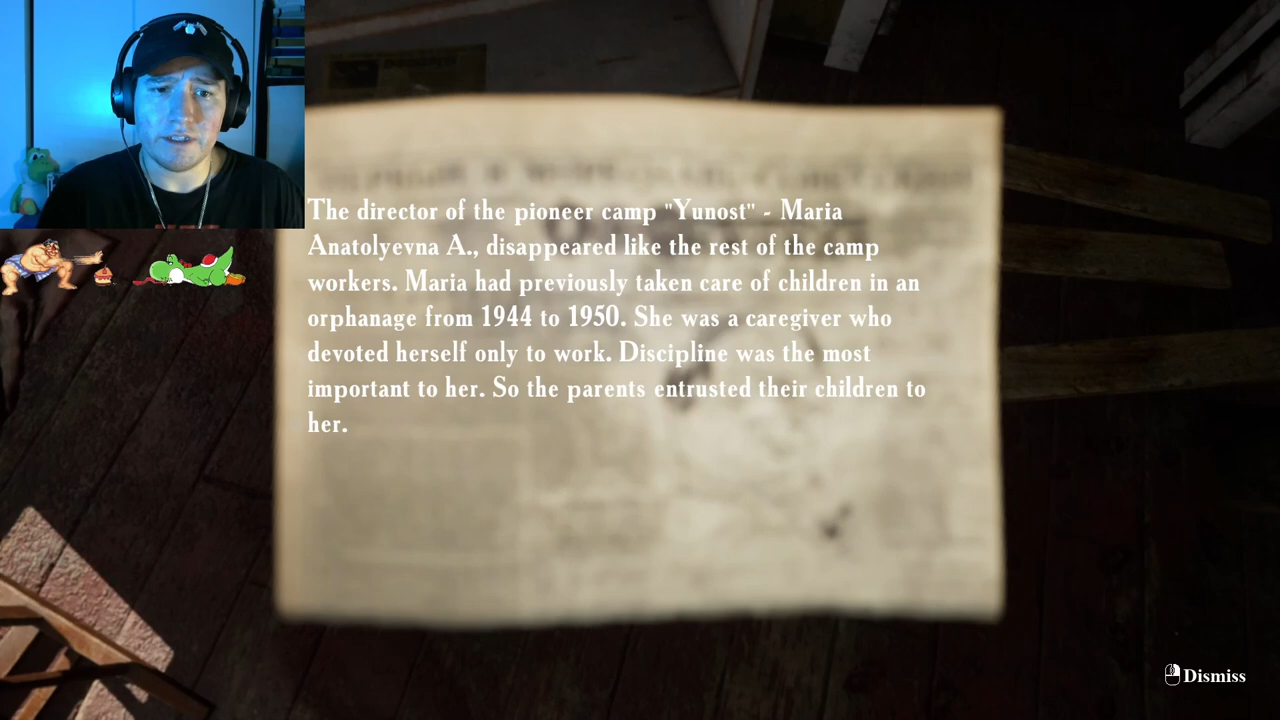 The director of the pioneer camp "Yunost" - Maria
Anatolyevna A., disappeared like the rest of the camp
workers. Maria had previously taken care of children in an
orphanage from 1944 to 1950. She was a caregiver who
devoted herself only to work. Discipline was the most
important to her. So the parents entrusted their children to
her.
Dismiss